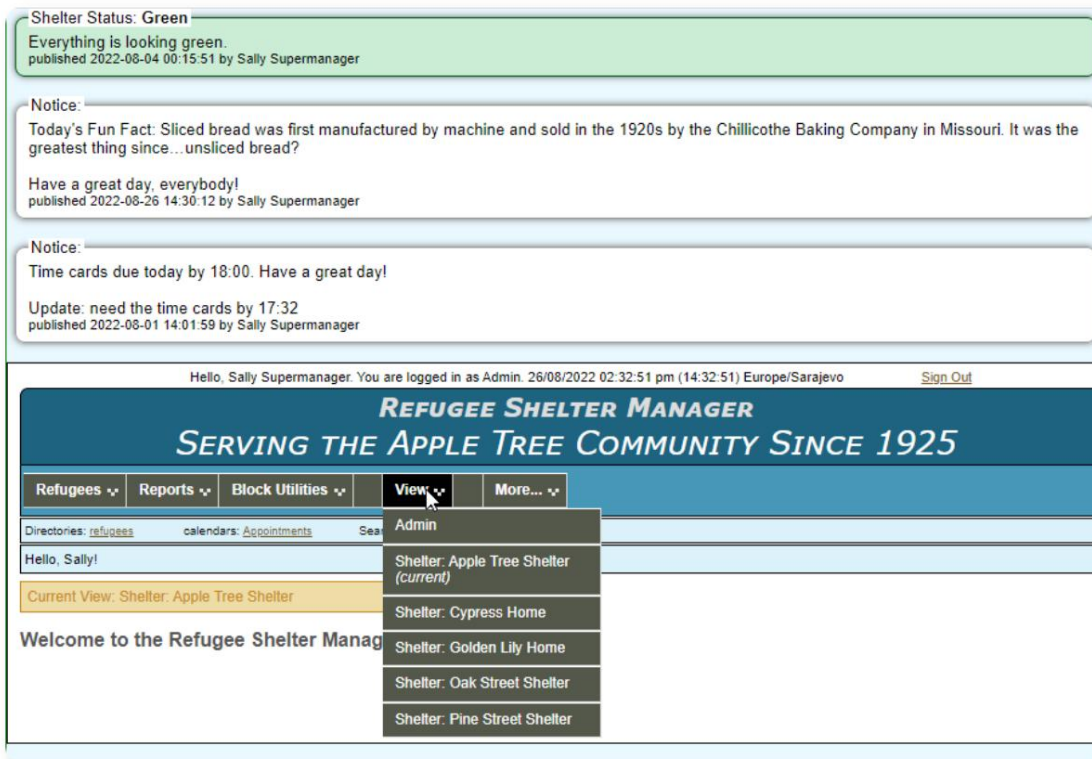 Shelter Status: Green
Everything is looking green.
published 2022-08-04 00:15:51 by Sally Supermanager
Notice:
Today's Fun Fact: Sliced bread was first manufactured by machine and sold in the 1920s by the Chillicothe Baking Company in Missouri. It was the
greatest thing since...unsliced bread?
Have a great day, everybody!
published 2022-08-26 14:30:12 by Sally Supermanager
Notice:
Time cards due today by 18:00. Have a great day!
Update: need the time cards by 17:32
published 2022-08-01 14:01:59 by Sally Supermanager
Hello, Sally Supermanager. You are logged in as Admin. 26/08/2022 02:32:51 pm (14:32:51) Europe/Sarajevo Sign Out
REFUGEE SHELTER MANAGER
SERVING THE APPLE TREE COMMUNITY SINCE 1925
Refugees Reports Block Utilities View More...
Directories: refugees calendars: Appointments
Hello, Sally!
Current View: Shelter: Apple Tree Shelter
Welcome to the Refugee Shelter
Admin
Shelter: Apple Tree Shelter
(current)
Shelter: Cypress Home
Shelter: Golden Lily Home
Shelter: Oak Street Shelter
Shelter: Pine Street Shelter